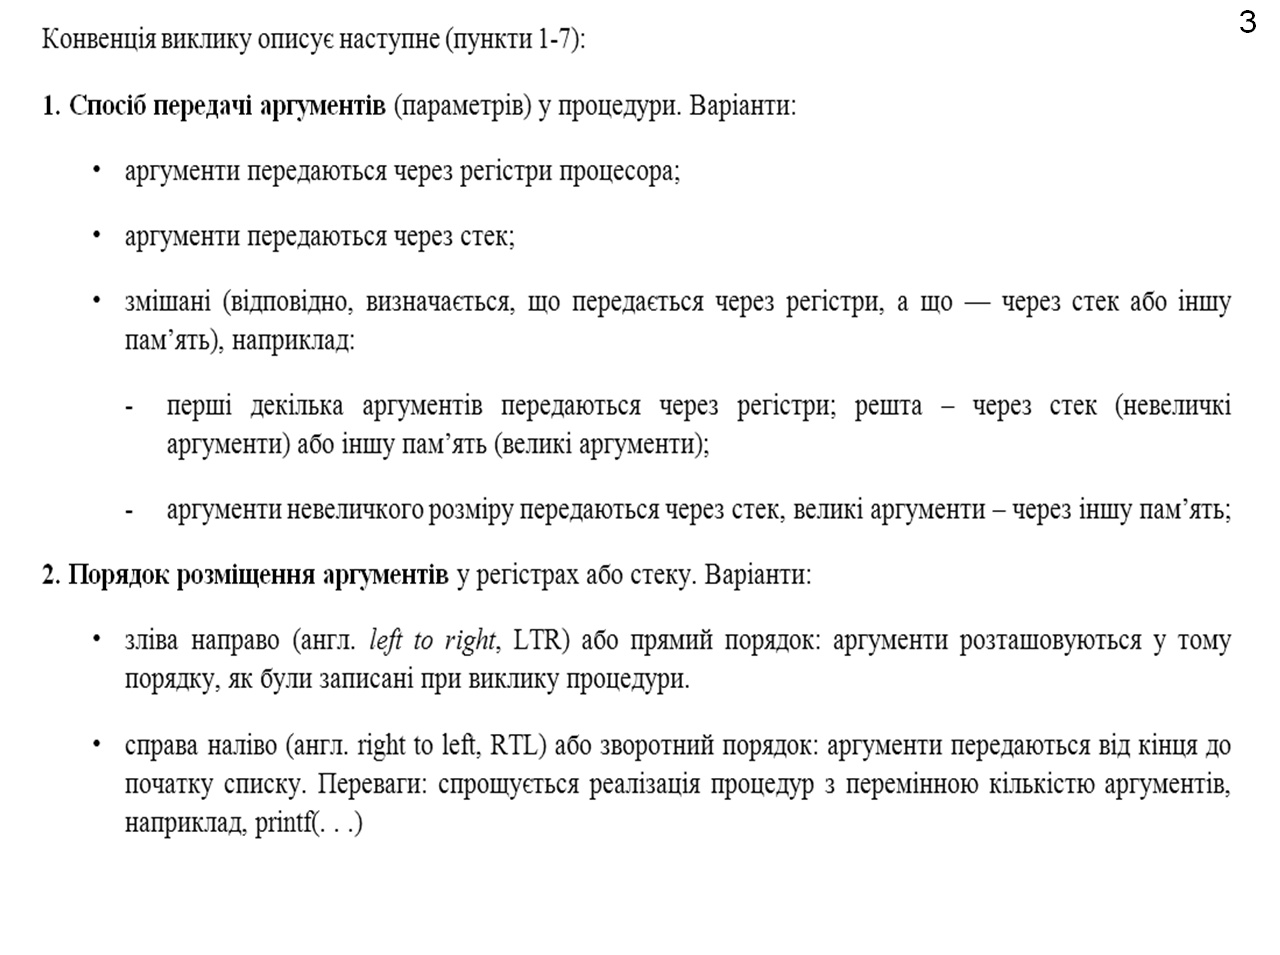 3
Конвенція виклику описує наступне (пункти 1-7):
1. Спосіб передачі аргументів (параметрів) у процедури. Варіанти:
• аргументи передаються через регістри процесора;
• аргументи передаються через стек;
• змішані (відповідно, визначається, що передається через регістри, а що — через стек або іншу
пам’ять), наприклад:
- перші декілька аргументів передаються через регістри; решта – через стек (невеличкі
аргументи) або іншу пам’ять (великі аргументи);
- аргументи невеличкого розміру передаються через стек, великі аргументи – через іншу пам’ять;
2. Порядок розміщення аргументів у регістрах або стеку. Варіанти:
• зліва направо (англ. left to right, LTR) або прямий порядок: аргументи розташовуються у тому
порядку, як були записані при виклику процедури.
• справа наліво (англ. right to left, RTL) або зворотний порядок: аргументи передаються від кінця до
початку списку. Переваги: спрощується реалізація процедур з перемінною кількістю аргументів,
наприклад, printf(. . .)